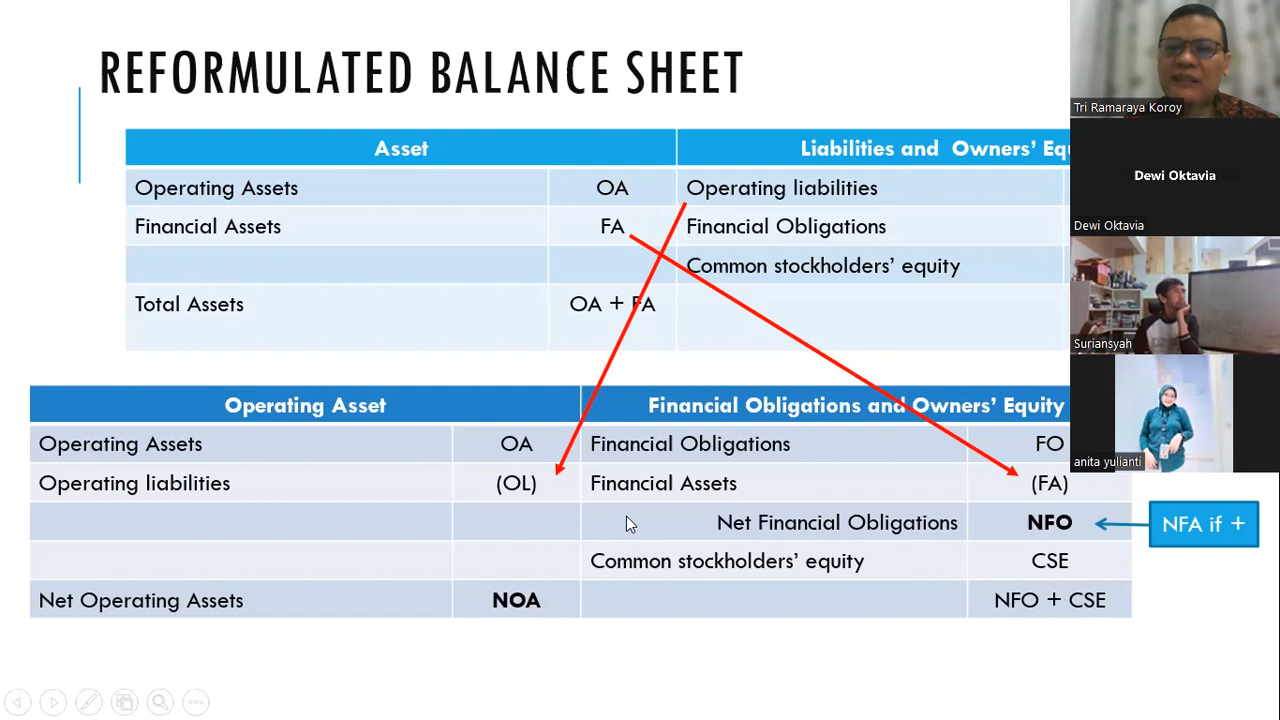 REFORMULATED BALANCE SHEET
Asset Liabilities and Owners' Equ
Operating Assets OA Operating liabilities
Financial Assets FA Financial Obligations
Common stockholders' equity
Total Assets OA + FA
Operating Asset Financial Obligations and Owners' Equity
Operating Assets OA Financial Obligations FO
Operating liabilities (OL) Financial Assets (FA)
Net Financial Obligations NFO
NFA if +
Common stockholders' equity CSE
Net Operating Assets NOA NFO + CSE
Tri Ramaraya Koroy
Dewi Oktavia
Dewi Oktavia
Suriansyah
anita yulianti